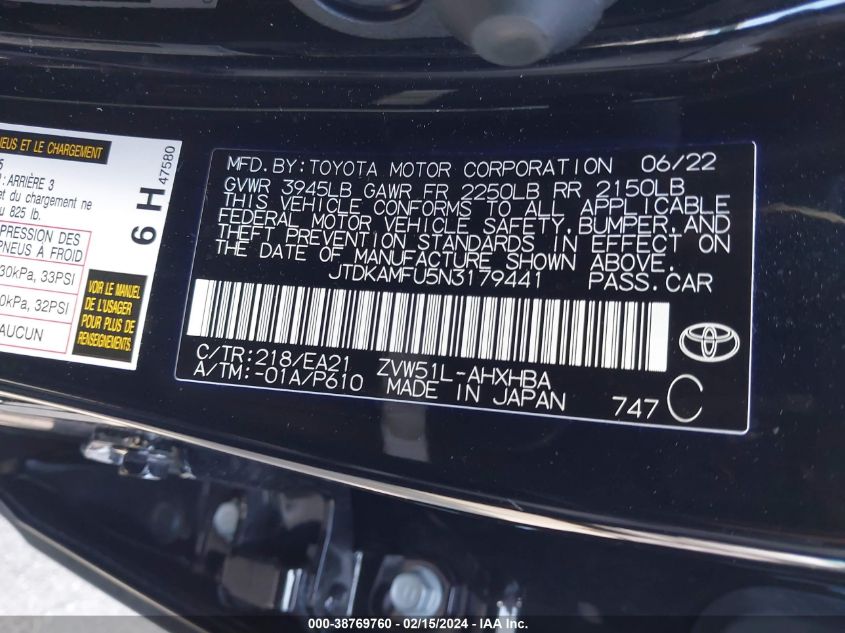 NEUS ET LE CHARGEMENT
ARRIÈRE 3
et du chargement ne
825 lb.
PRESSION DES
PNEUS À FROID
30kPa, 33PSI
0kPa, 32PSI
AUCUN
6 H
47580
VOIR LE MANUEL
DE L'USAGER
POUR PLUS DE
RENSEIGNEMENTS
MFD.BY:TOYOTA MOTOR CORPORATION 06/22
GVWR 3945LB GAWR FR 2250LB RR 2150LB
THIS VEHICLE CONFORMS TO ALL APPLICABLE
FEDERAL MOTOR VEHICLE SAFETY,BUMPER,AND
THEFT PREVENTION STANDARDS IN EFFECT ON
THE DATE OF MANUFACTURE SHOWN ABOVE.
JTDKAMFU5N3179441 PASS.CAR
C/TR:218/EA21 ZVW51L-AHXHBA
A/TM:-01A/P610 MADE IN JAPAN
747 C
000-38769760 - 02/15/2024 - IAA Inc.